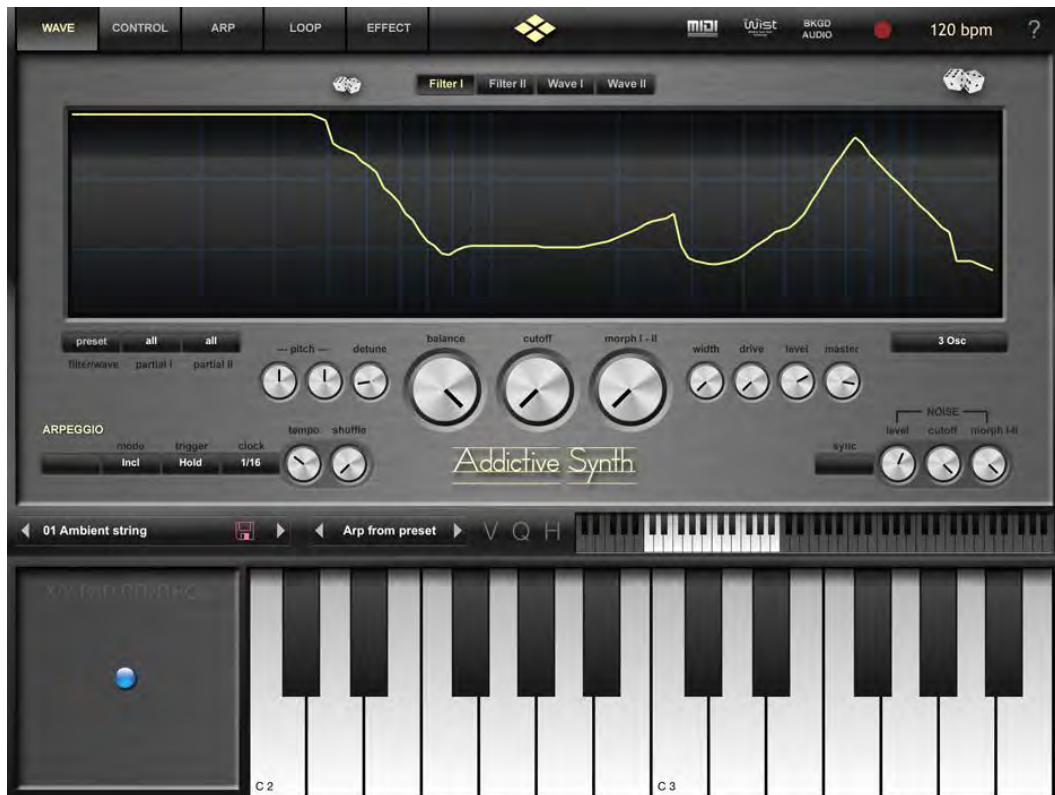 WAVE CONTROL ARP LOOP EFFECT MIDI Wist BKGD AUDIO 120 bpm ?
Filter I Filter II Wave I Wave II
preset all all
filter/wave partial I partial II
--- pitch --- detune balance cutoff morph I - II width drive level master
3 Osc
ARPEGGIO
mode trigger clock tempo shuffle
Incl Hold 1/16
Addictive Synth
NOISE
sync level cutoff morph I-II
01 Ambient string Arp from preset V Q H
C 2 C 3